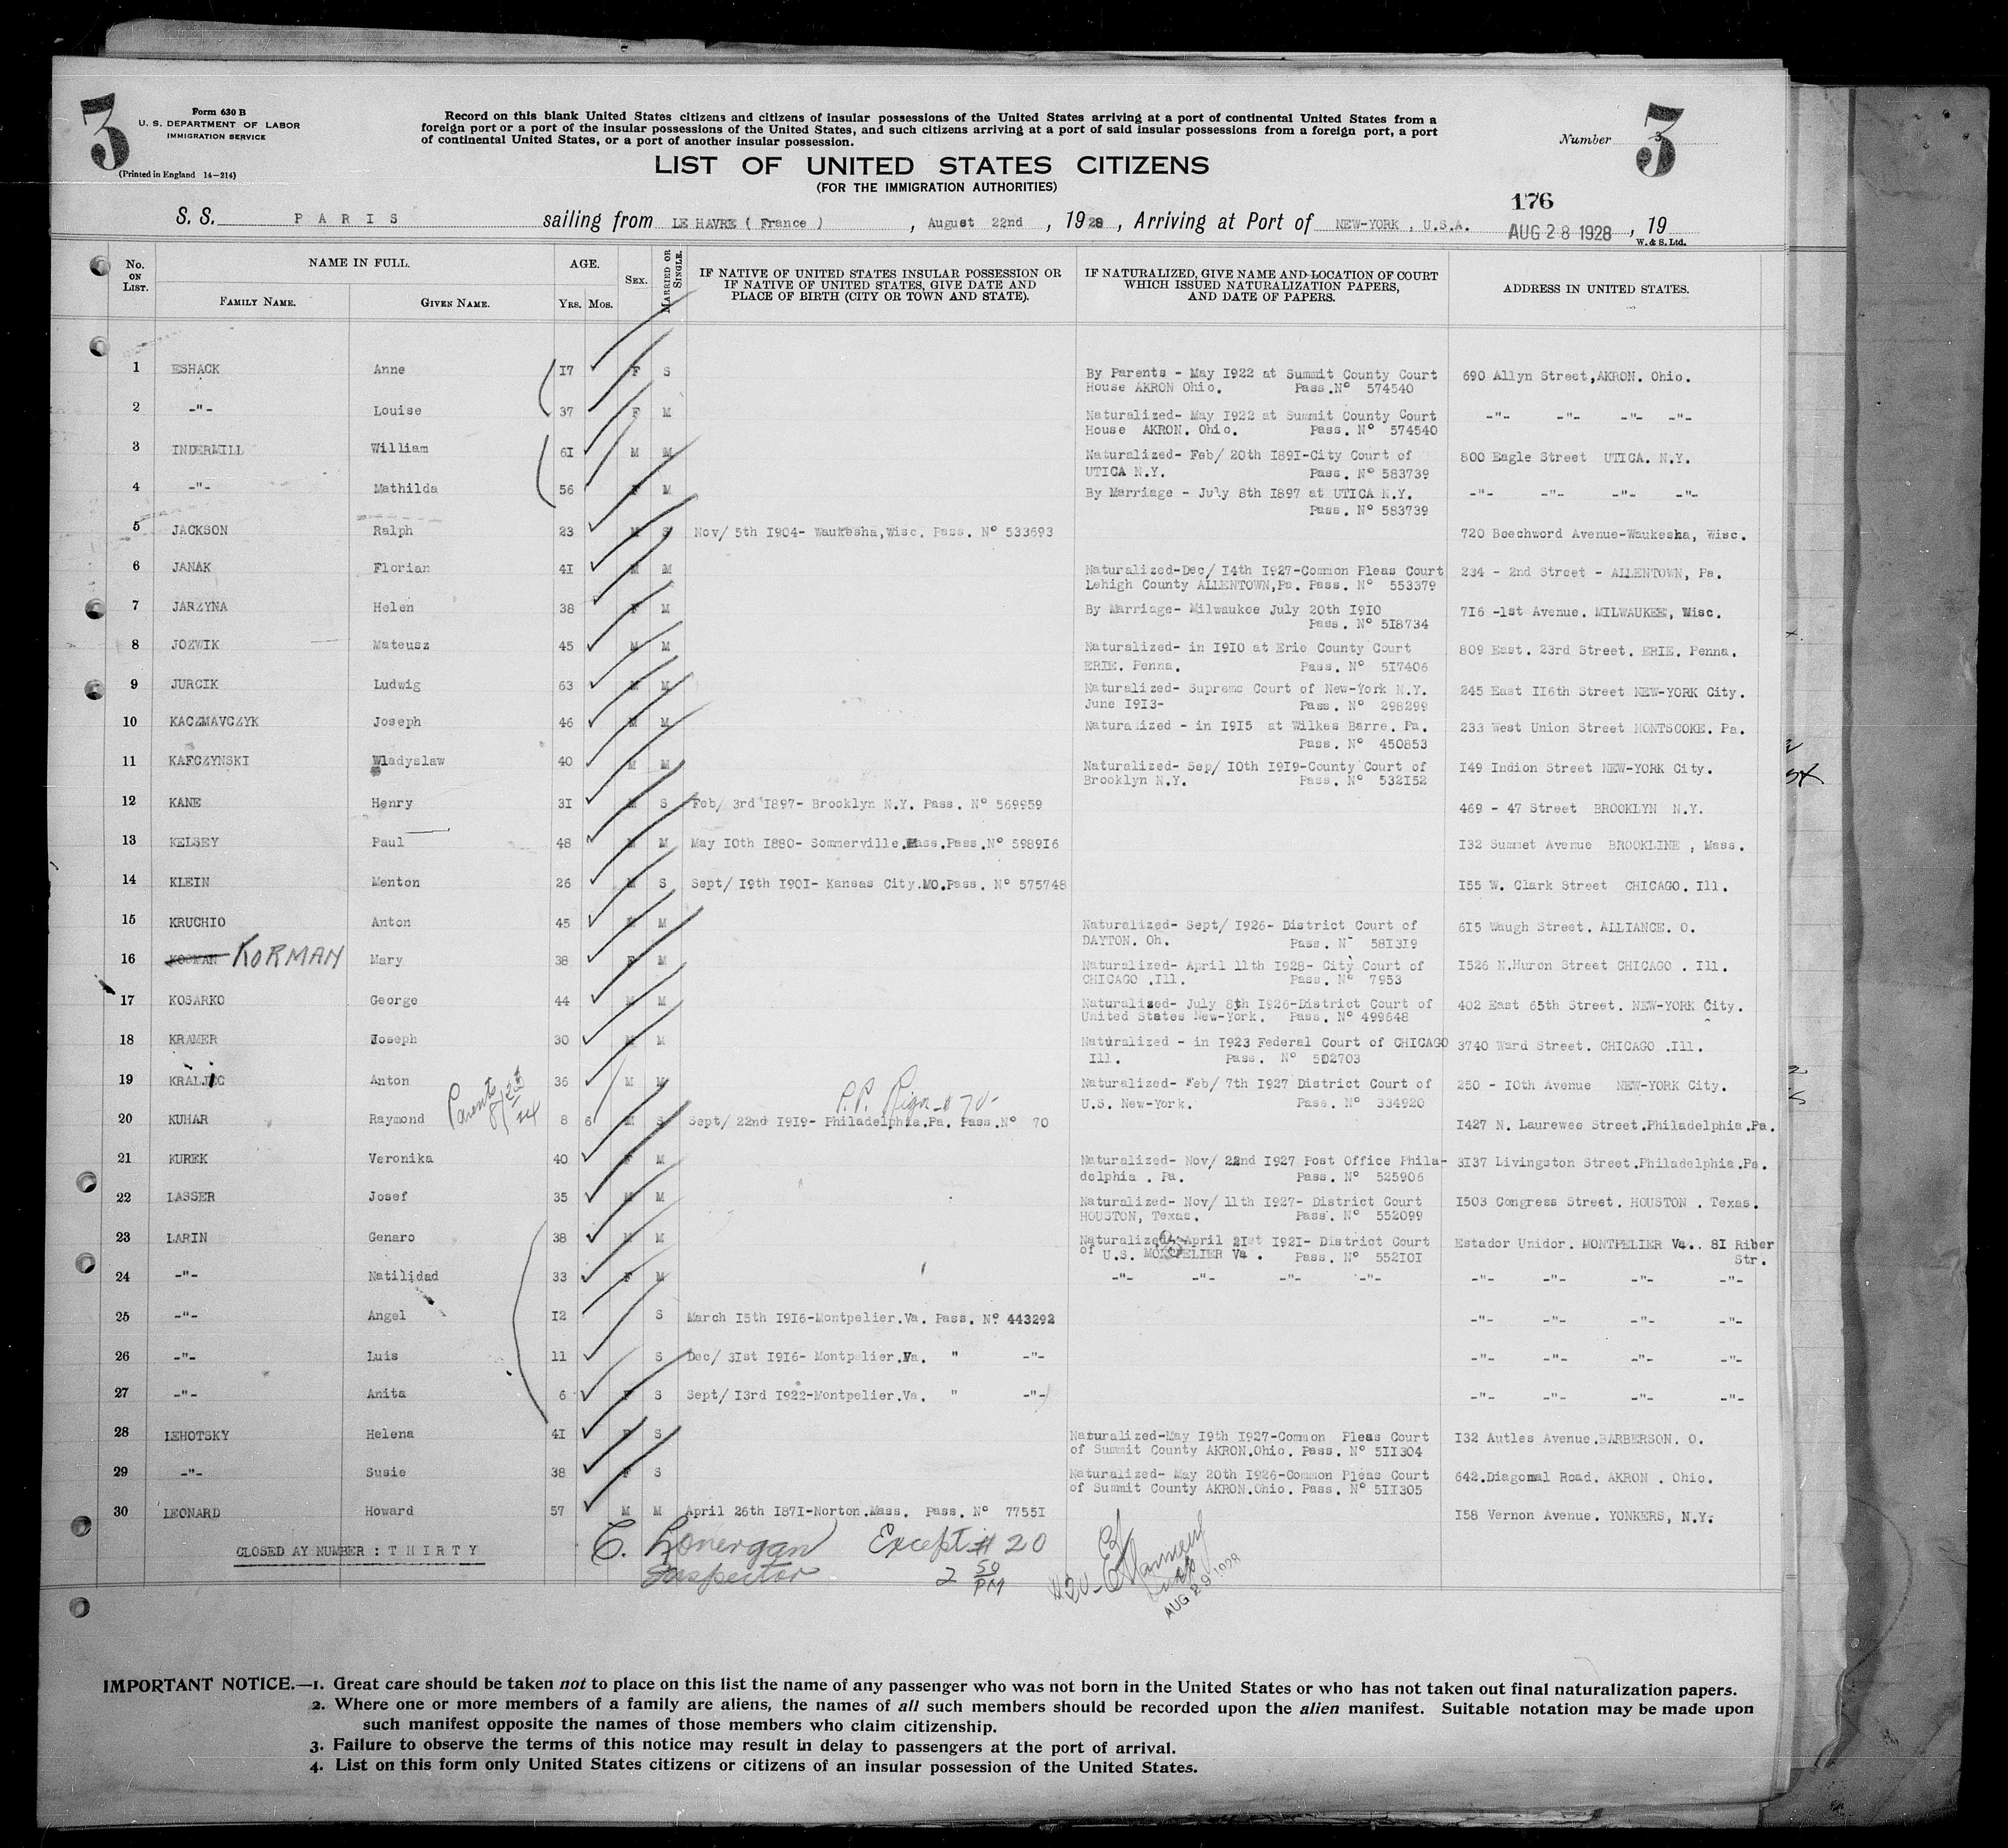 3
Form 630 B
U. S. DEPARTMENT OF LABOR
IMMIGRATION SERVICE
(Printed in England 14—214)
Record on this blank United States citizens and citizens of insular possessions of the United States arriving at a port of continental United States from a
foreign port or a port of the insular possessions of the United States, and such citizens arriving at a port of said insular possessions from a foreign port, a port
of continental United States, or a port of another insular possession.
Number 3
3
LIST OF UNITED STATES CITIZENS
(FOR THE IMMIGRATION AUTHORITIES)
176
S. S. PARIS sailing from LE HAVRE ( France ) , August 22nd , 1928 , Arriving at Port of NEW-YORK , U.S.A. AUG 28 1928 , 19
W. & S. Ltd.
No. ON LIST. NAME IN FULL. FAMILY NAME. GIVEN NAME. AGE. YRS. MOS. SEX. MARRIED OR SINGLE.
IF NATIVE OF UNITED STATES INSULAR POSSESSION OR
IF NATIVE OF UNITED STATES, GIVE DATE AND
PLACE OF BIRTH (CITY OR TOWN AND STATE).
IF NATURALIZED, GIVE NAME AND LOCATION OF COURT
WHICH ISSUED NATURALIZATION PAPERS,
AND DATE OF PAPERS.
ADDRESS IN UNITED STATES.
1 ESHACK Anne 17 F S By Parents - May 1922 at Summit County Court 690 Allyn Street,AKRON. Ohio.
House AKRON Ohio. Pass.N° 574540
2 -"- Louise 37 F M Naturalized- May 1922 at Summit County Court -"- -"- -"- -"-
House AKRON. Ohio. Pass. N° 574540
3 INDERMILL William 61 M M Naturalized- Feb/ 20th 1891-City Court of 800 Eagle Street UTICA. N.Y.
UTICA N.Y. Pass. N° 583739
4 -"- Mathilda 56 F M By Marriage - July 8th 1897 at UTICA N.Y. -"- -"- -"- -"-
Pass. N° 583739
5 JACKSON Ralph 23 M S Nov/ 5th 1904- Waukesha,Wisc. Pass. N° 533693 720 Beechword Avenue-Waukesha, Wisc.
6 JANAK Florian 41 M M Naturalized-Dec/ 14th 1927-Common Pleas Court 234 - 2nd Street - ALLENTOWN, Pa.
Lehigh County ALLENTOWN,Pa. Pass. N° 553379
7 JARZYNA Helen 38 F M By Marriage- Milwaukee July 20th 1910 716 -1st Avenue. MILWAUKEE, Wisc.
Pass. N° 518734
8 JOZWIK Mateusz 45 M M Naturalized- in 1910 at Erie County Court 809 East. 23rd Street. ERIE. Penna.
ERIE. Penna. Pass. N° 517406
9 JURCIK Ludwig 63 M M Naturalized- Supreme Court of New-York N.Y. 245 East 116th Street NEW-YORK City.
June 1913- Pass. N° 298299
10 KACZMAVCZYK Joseph 46 M M Naturalized - in 1915 at Wilkes Barre. Pa. 233 West Union Street MONTSCOKE. Pa.
Pass. N° 450853
11 KAFCZYNSKI Wladyslaw 40 M M Naturalized- Sep/ 10th 1919-County Court of 149 Indion Street NEW-YORK City.
Brooklyn N.Y. Pass. N° 532152
12 KANE Henry 31 M S Feb/ 3rd 1897- Brooklyn N.Y. Pass. N° 569959 469 - 47 Street BROOKLYN N.Y.
13 KELSEY Paul 48 M M May 10th 1880- Sommerville.Mass.Pass.N° 598916 132 Summet Avenue BROOKLINE , Mass.
14 KLEIN Menton 26 M S Sept/ 19th 1901- Kansas City.MO.Pass. N° 575748 155 W. Clark Street CHICAGO. Ill.
15 KRUCHIO Anton 45 M M Naturalized- Sept/ 1926- District Court of 615 Waugh Street. ALLIANCE. O.
DAYTON. Oh. Pass. N° 581319
16 KOOMAN KORMAN Mary 38 F M Naturalized- April 11th 1928- City Court of 1526 N.Huron Street CHICAGO . Ill.
CHICAGO .Ill. Pass. N° 7953
17 KOSARKO George 44 M M Naturalized- July 8th 1926-District Court of 402 East 65th Street. NEW-YORK City.
United States New-York. Pass. N° 499648
18 KRAMER Joseph 30 M M Naturalized - in 1923 Federal Court of CHICAGO 3740 Ward Street. CHICAGO .Ill.
Ill. Pass. N° 502703
19 KRALJEC Anton 36 M M Naturalized- Feb/ 7th 1927 District Court of 250 - 10th Avenue NEW-YORK City.
U.S. New-York. Pass. N° 334920
Parents
P.P. 70-
20 KUHAR Raymond 8 6 M S Sept/ 22nd 1919- Philadelphia.Pa. Pass.N° 70 1427 N. Laurewee Street.Philadelphia.Pa.
21 KUREK Veronika 40 F M Naturalized- Nov/ 22nd 1927 Post Office Phila- 3137 Livingston Street.Philadelphia.Pa.
delphia . Pa. Pass. N° 525906
22 LASSER Josef 35 M M Naturalized- Nov/ 11th 1927- District Court 1503 Congress Street. HOUSTON . Texas.
HOUSTON, Texas. Pass. N° 552099
23 LARIN Genaro 38 M M Naturalized- April 21st 1921- District Court Estador Unidor. MONTPELIER Va.. 81 Riber
of U.S. MONTPELIER Va . Pass. N° 552101 Str.
24 -"- Natilidad 33 F M -"- -"- -"- -"- -"- -"- -"- -"-
25 -"- Angel 12 S March 15th 1916-Montpelier.Va. Pass. N° 443292 -"- -"- -"- -"-
26 -"- Luis 11 S Dec/ 31st 1916- Montpelier.Va. " -"- -"- -"- -"- -"-
27 -"- Anita 6 F S Sept/ 13rd 1922-Montpelier.Va. " -"- -"- -"- -"- -"-
28 LEHOTSKY Helena 41 F S Naturalized-May 19th 1927-Common Pleas Court 132 Autles Avenue.BARBERSON. O.
of Summit County AKRON.Ohio. Pass. N° 511304
29 -"- Susie 38 F S Naturalized- May 20th 1926-Common Pleas Court 642.Diagomal Road. AKRON . Ohio.
of Summit County AKRON.Ohio. Pass. N° 511305
30 LEONARD Howard 57 M M April 26th 1871-Norton.Mass. Pass. N° 77551 158 Vernon Avenue. YONKERS, N.Y.
CLOSED AY NUMBER : THIRTY
C. Lonergan Except # 20
Inspector 2 50 PM
#20-
AUG 29 1928
IMPORTANT NOTICE.—1. Great care should be taken not to place on this list the name of any passenger who was not born in the United States or who has not taken out final naturalization papers.
2. Where one or more members of a family are aliens, the names of all such members should be recorded upon the alien manifest. Suitable notation may be made upon
such manifest opposite the names of those members who claim citizenship.
3. Failure to observe the terms of this notice may result in delay to passengers at the port of arrival.
4. List on this form only United States citizens or citizens of an insular possession of the United States.